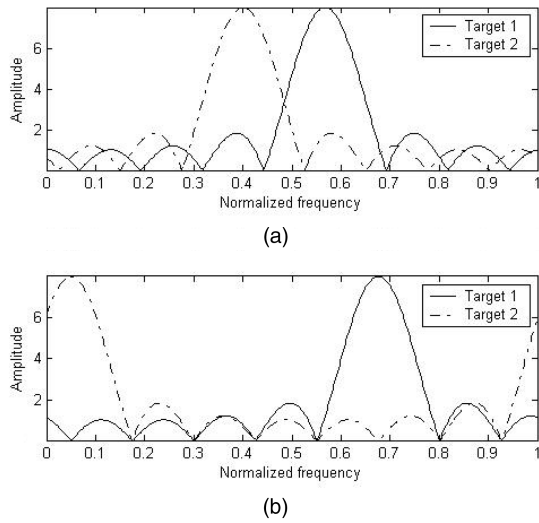 Target 1
Target 2
Amplitude
6
4
2
0 0.1 0.2 0.3 0.4 0.5 0.6 0.7 0.8 0.9 1
Normalized frequency
(a)
Target 1
Target 2
Amplitude
6
4
2
0 0.1 0.2 0.3 0.4 0.5 0.6 0.7 0.8 0.9 1
Normalized frequency
(b)